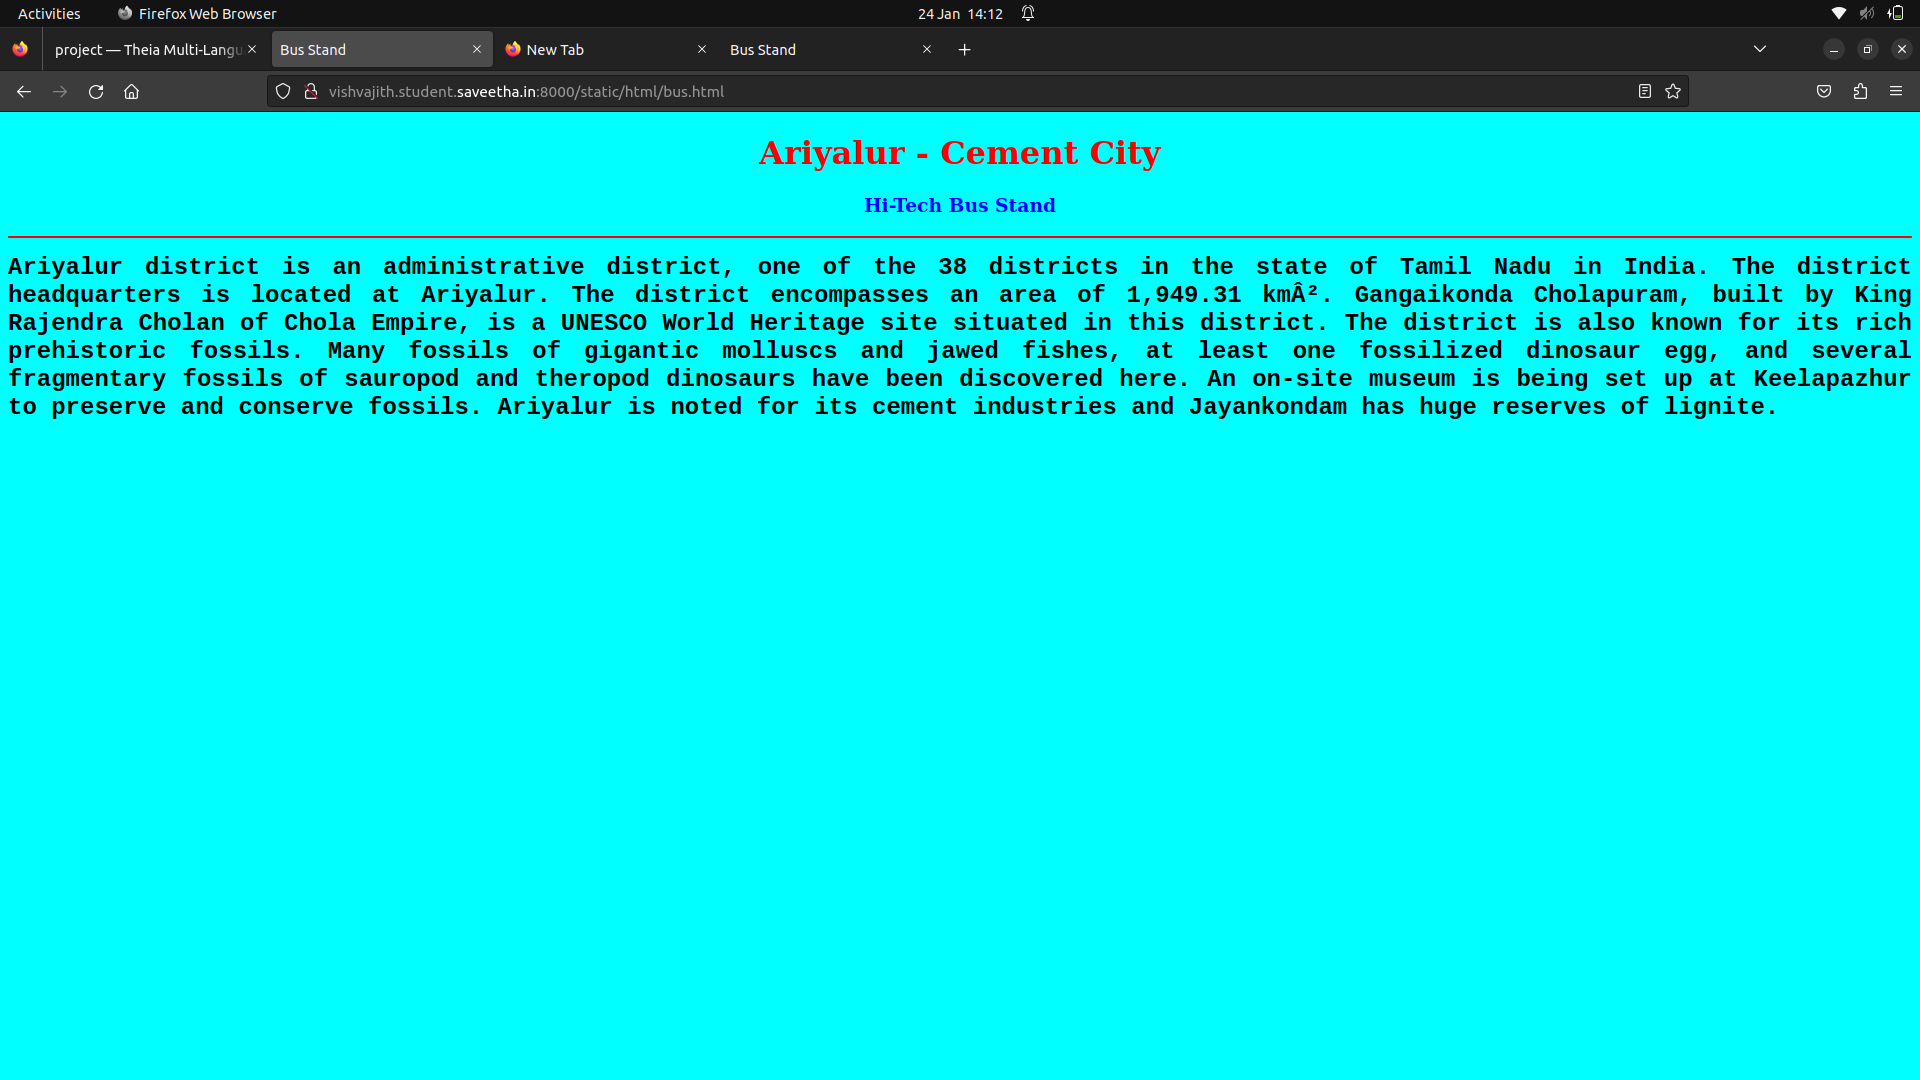 Activities Firefox Web Browser 24 Jan 14:12
project — Theia Multi-Langu Bus Stand New Tab Bus Stand
vishvajith.student.saveetha.in:8000/static/html/bus.html
Ariyalur - Cement City
Hi-Tech Bus Stand
Ariyalur district is an administrative district, one of the 38 districts in the state of Tamil Nadu in India. The district
headquarters is located at Ariyalur. The district encompasses an area of 1,949.31 kmÂ². Gangaikonda Cholapuram, built by King
Rajendra Cholan of Chola Empire, is a UNESCO World Heritage site situated in this district. The district is also known for its rich
prehistoric fossils. Many fossils of gigantic molluscs and jawed fishes, at least one fossilized dinosaur egg, and several
fragmentary fossils of sauropod and theropod dinosaurs have been discovered here. An on-site museum is being set up at Keelapazhur
to preserve and conserve fossils. Ariyalur is noted for its cement industries and Jayankondam has huge reserves of lignite.